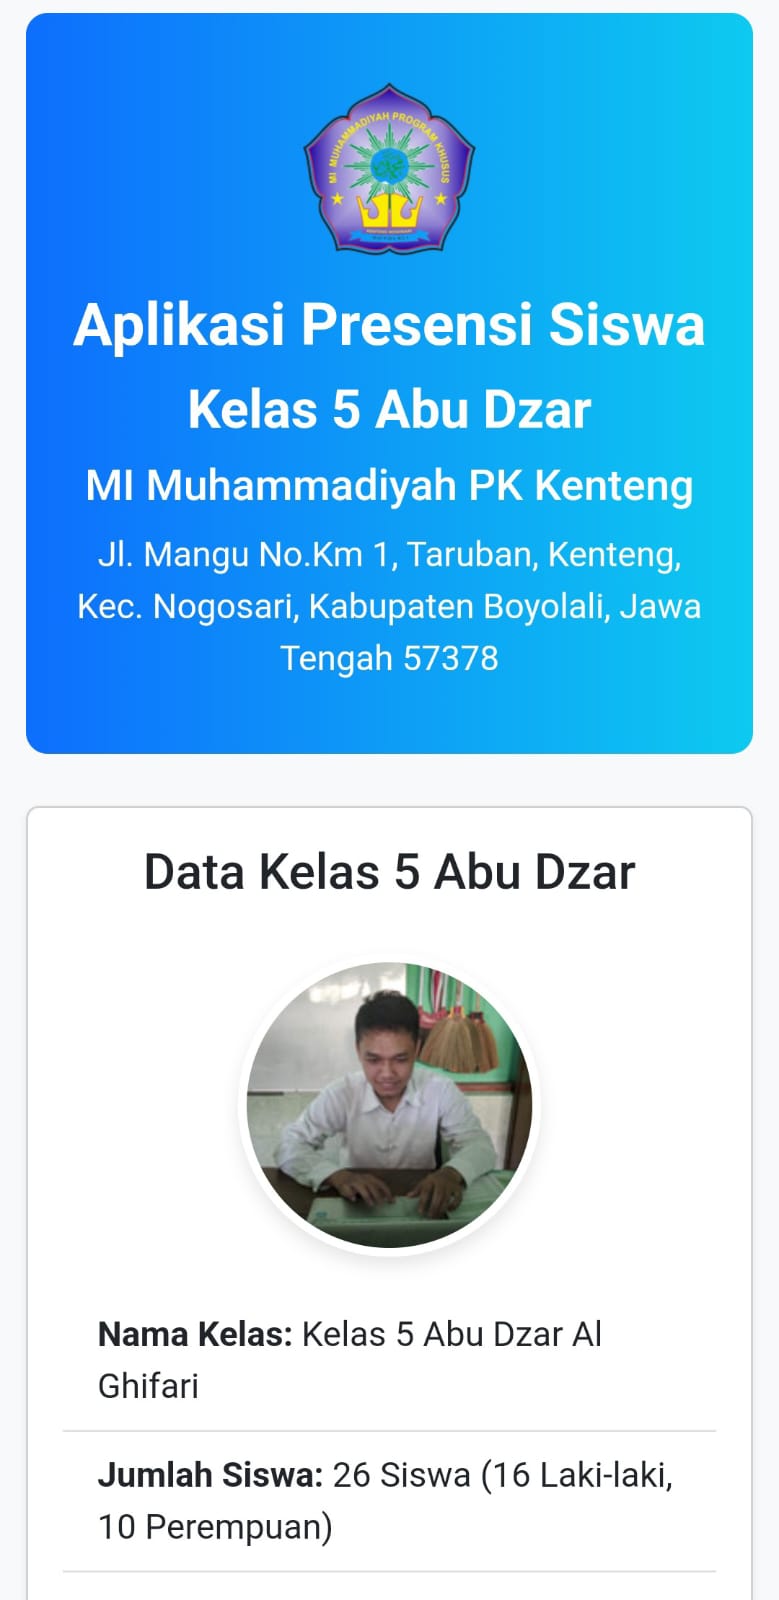 MI MUHAMMADIYAH PROGRAM KHUSUS
Aplikasi Presensi Siswa
Kelas 5 Abu Dzar
MI Muhammadiyah PK Kenteng
Jl. Mangu No.Km 1, Taruban, Kenteng,
Kec. Nogosari, Kabupaten Boyolali, Jawa
Tengah 57378
Data Kelas 5 Abu Dzar
Nama Kelas: Kelas 5 Abu Dzar Al
Ghifari
Jumlah Siswa: 26 Siswa (16 Laki-laki,
10 Perempuan)